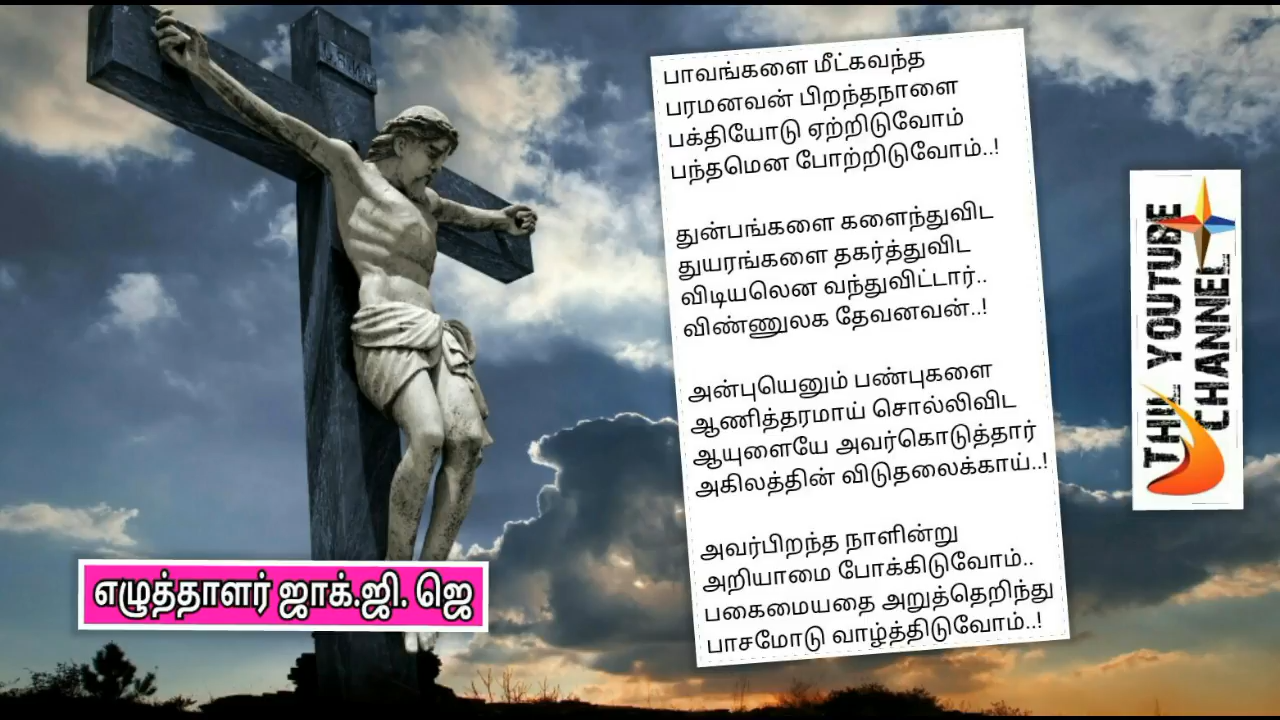 பாவங்களை மீட்கவந்த
பரமனவன் பிறந்தநாளை
பக்தியோடு ஏற்றிடுவோம்
பந்தமென போற்றிடுவோம்..!
துன்பங்களை களைந்துவிட
துயரங்களை தகர்த்துவிட
விடியலென வந்துவிட்டார்..
விண்ணுலக தேவனவன்..!
அன்புயெனும் பண்புகளை
ஆணித்தரமாய் சொல்லிவிட
ஆயுளையே அவர்கொடுத்தார்
அகிலத்தின் விடுதலைக்காய்..!
அவர்பிறந்த நாளின்று
அறியாமை போக்கிடுவோம்..
பகைமையதை அறுத்தெறிந்து
பாசமோடு வாழ்த்திடுவோம்..!
எழுத்தாளர் ஜாக்.ஜி. ஜெ
THIL YOUTUBE
CHANNEL